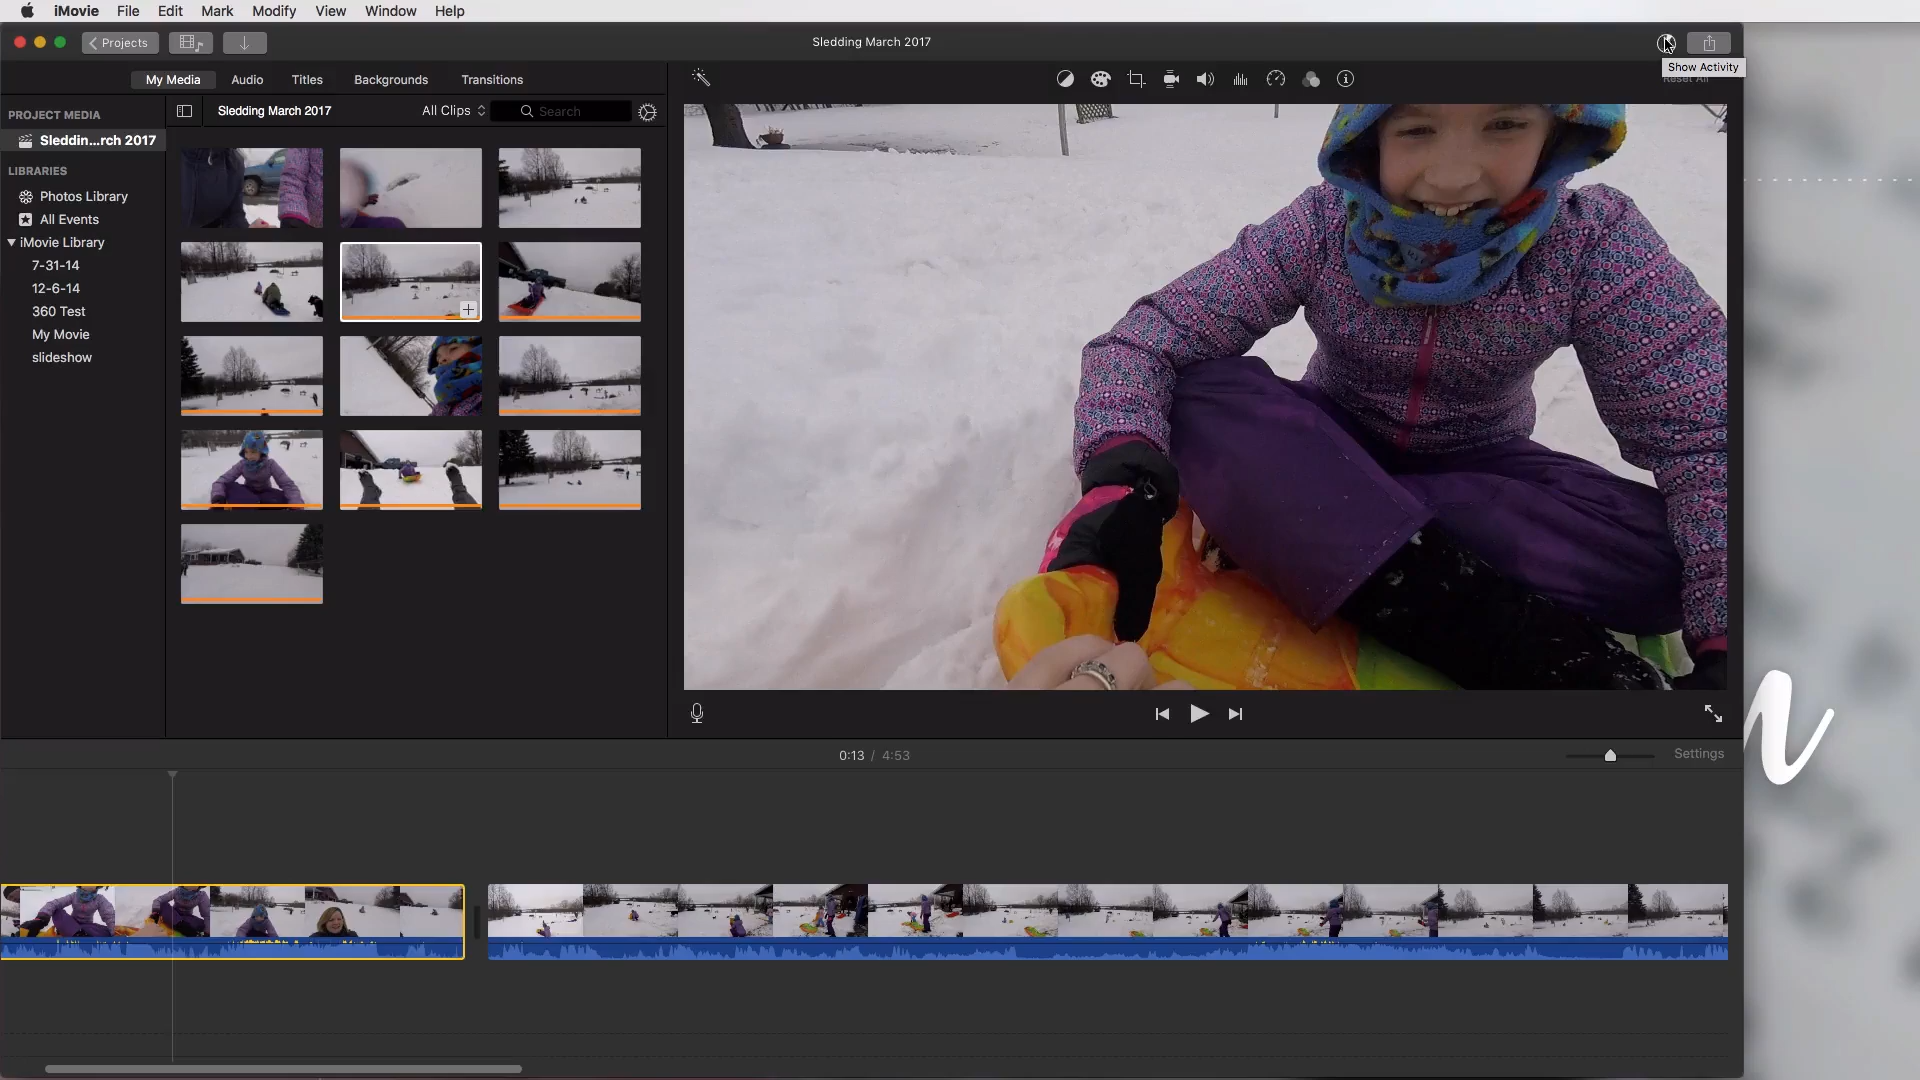 iMovie File Edit Mark Modify View Window Help
Projects
Sledding March 2017
Show Activity
Reset All
My Media Audio Titles Backgrounds Transitions
PROJECT MEDIA
Sleddin...rch 2017
LIBRARIES
Photos Library
All Events
iMovie Library
7-31-14
12-6-14
360 Test
My Movie
slideshow
Sledding March 2017 All Clips Search
0:13 / 4:53
Settings